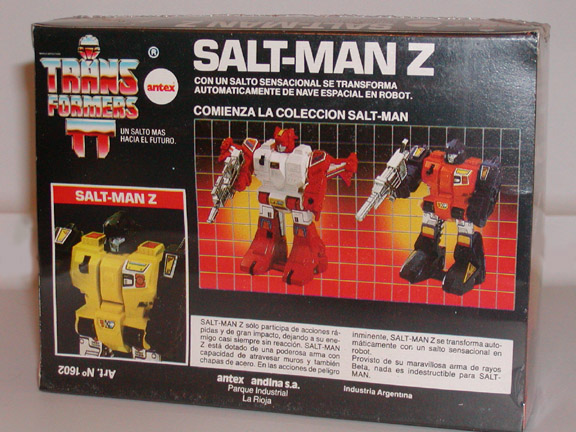 SALT-MAN Z
TRANS
FORMERS
®
antex
CON UN SALTO SENSACIONAL SE TRANSFORMA
AUTOMATICAMENTE DE NAVE ESPACIAL EN ROBOT.
COMIENZA LA COLECCION SALT-MAN
UN SALTO MAS
HACIA EL FUTURO.
SALT-MAN Z
SALT-MAN Z sólo participa de acciones rá-
pidas y de gran impacto, dejando a su ene-
migo casi siempre sin reacción. SALT-MAN
Z está dotado de una poderosa arma con
capacidad de atravesar muros y también
chapas de acero. En las acciones de peligro
inminente, SALT-MAN Z se transforma auto-
máticamente con un salto sensacional en
robot.
Provisto de su maravillosa arma de rayos
Beta, nada es indestructible para SALT-
MAN.
Art. Nº 1602
antex andina s.a.
Parque Industrial
La Rioja
Industria Argentina